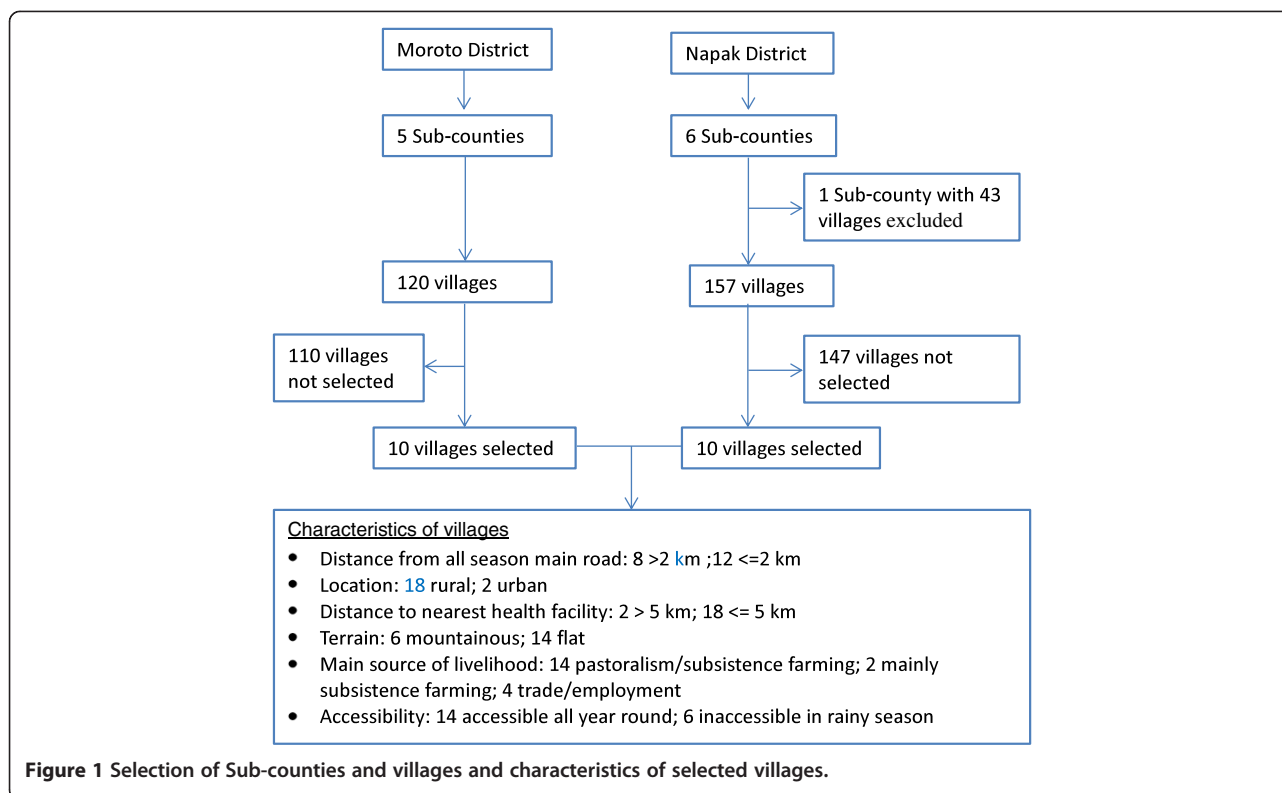 Moroto District
Napak District
5 Sub-counties
6 Sub-counties
1 Sub-county with 43
villages excluded
120 villages
157 villages
110 villages
not selected
147 villages not
selected
10 villages selected
10 villages selected
Characteristics of villages
• Distance from all season main road: 8 >2 km ;12 <=2 km
• Location: 18 rural; 2 urban
• Distance to nearest health facility: 2 > 5 km; 18 <= 5 km
• Terrain: 6 mountainous; 14 flat
• Main source of livelihood: 14 pastoralism/subsistence farming; 2 mainly
subsistence farming; 4 trade/employment
• Accessibility: 14 accessible all year round; 6 inaccessible in rainy season
Figure 1 Selection of Sub-counties and villages and characteristics of selected villages.